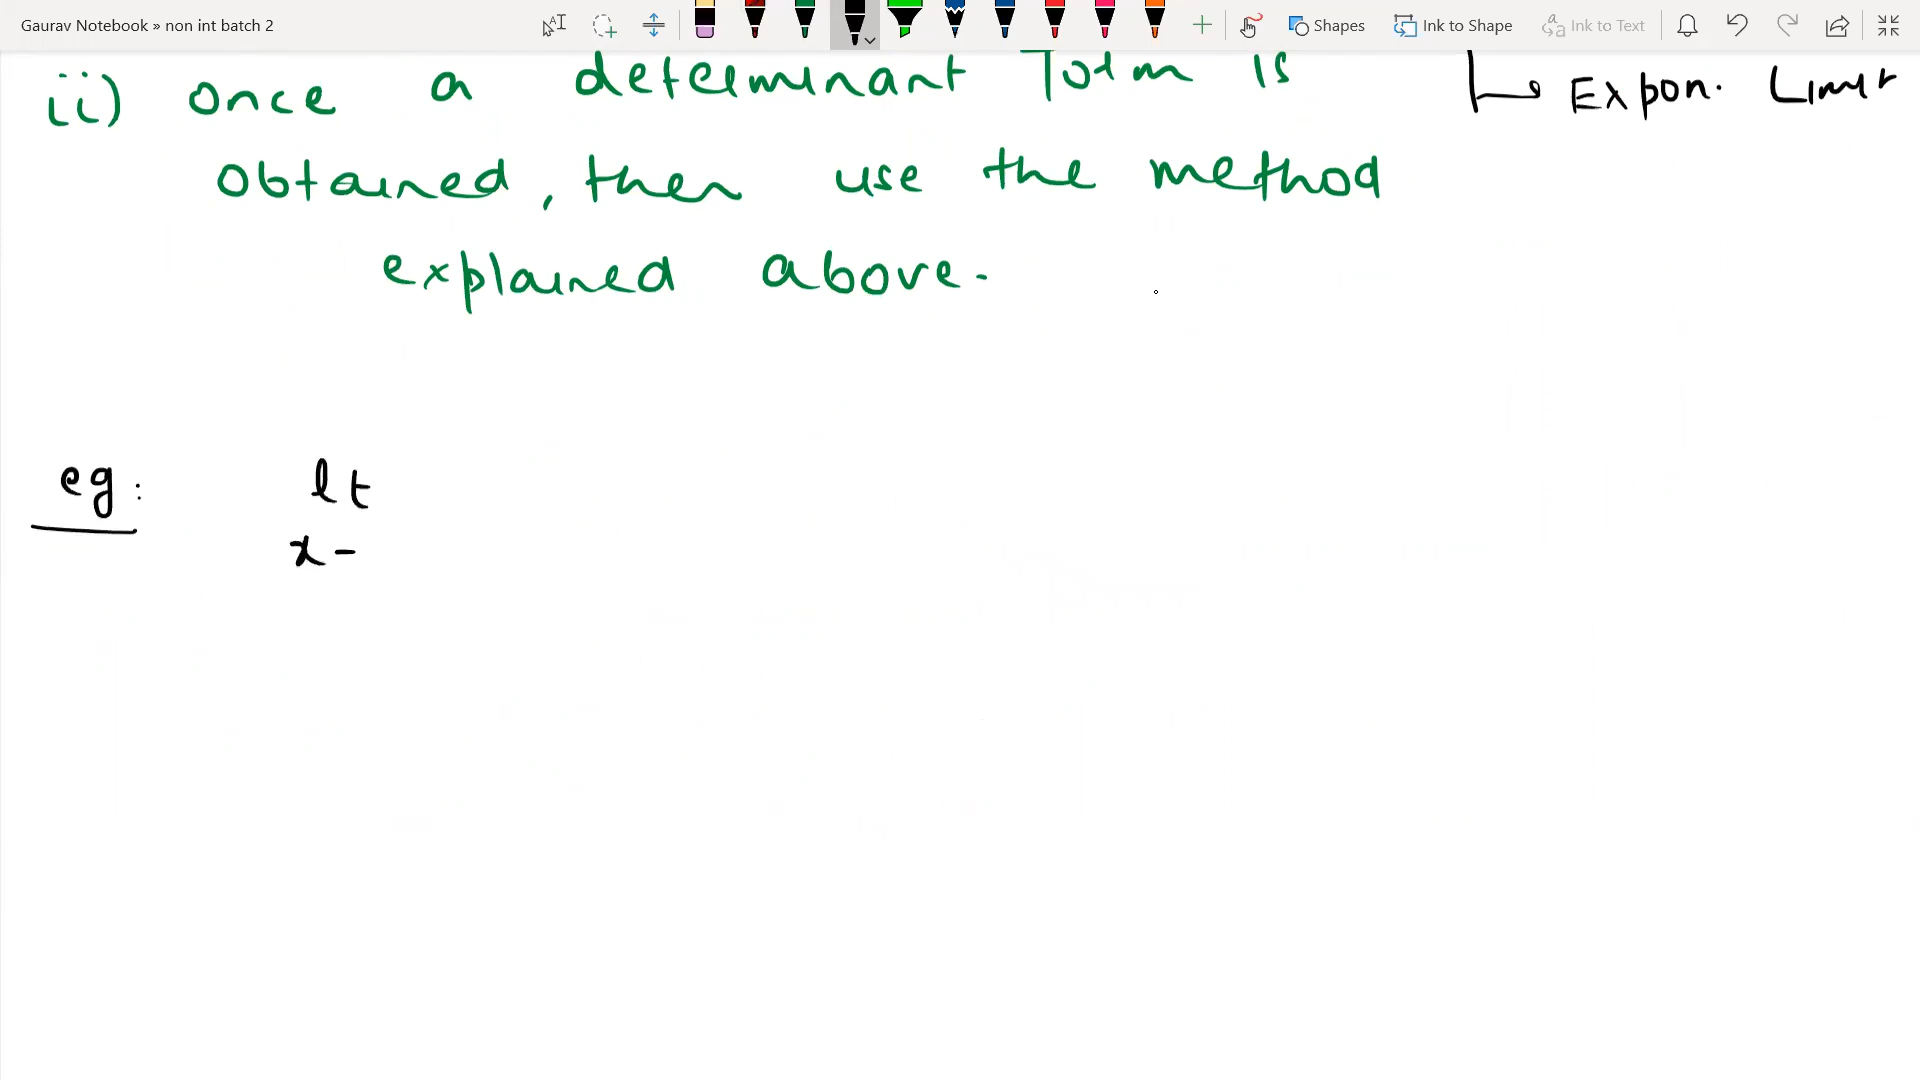 Gaurav Notebook » non int batch 2
Shapes
Ink to Shape
Ink to Text
ii) once a determinant form is
obtained, then use the method
explained above.
Expon. Limit
eg: lt
x-